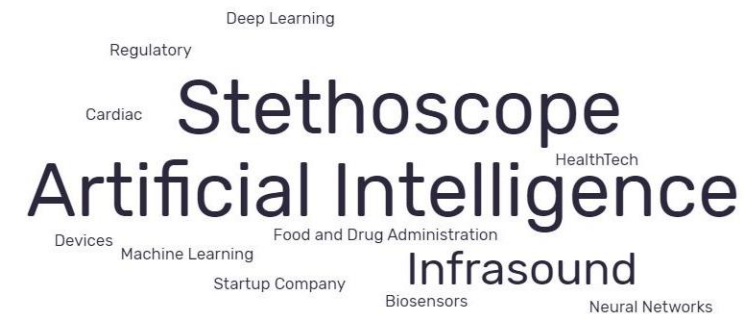 Deep Learning
Regulatory
Stethoscope
Cardiac
HealthTech
Artificial Intelligence
Food and Drug Administration
Devices
Machine Learning
Infrasound
Startup Company
Biosensors
Neural Networks